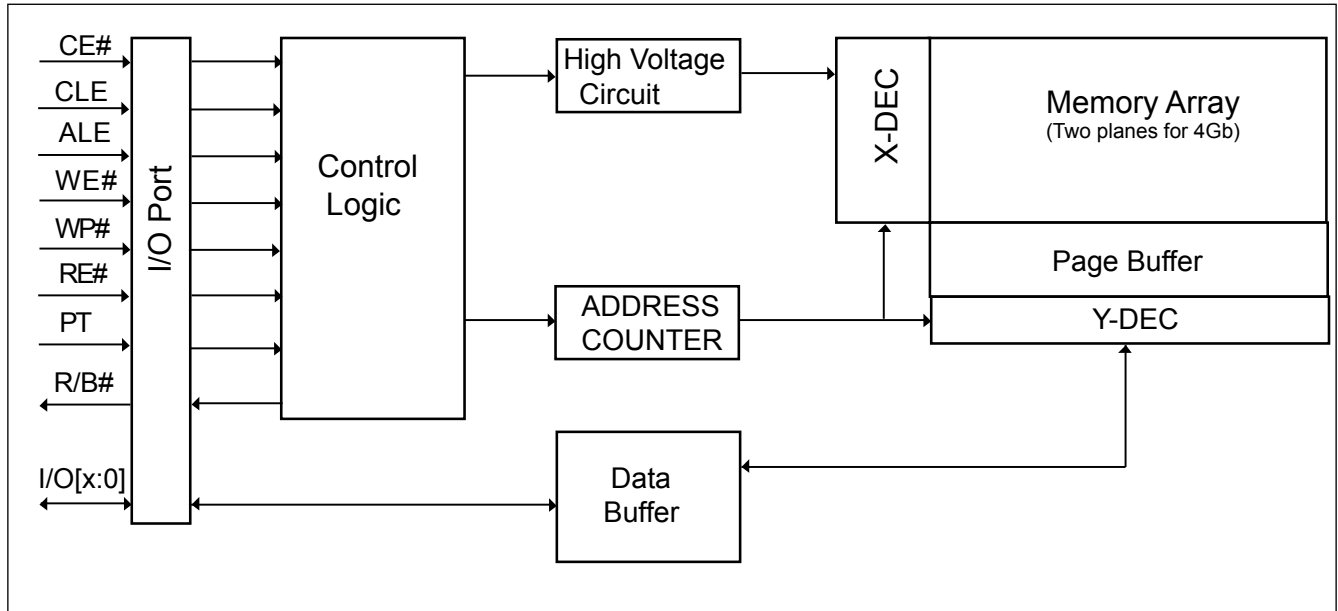 CE#
CLE
ALE
WE#
WP#
RE#
PT
R/B#
I/O[x:0]
I/O Port
Control
Logic
High Voltage
Circuit
ADDRESS
COUNTER
Data
Buffer
X-DEC
Memory Array
(Two planes for 4Gb)
Page Buffer
Y-DEC